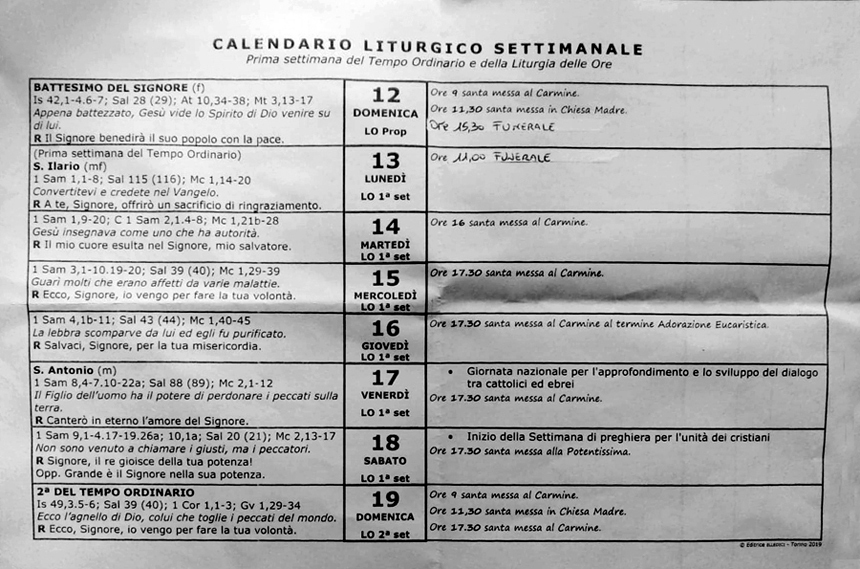 CALENDARIO LITURGICO SETTIMANALE
Prima settimana del Tempo Ordinario e della Liturgia delle Ore
BATTESIMO DEL SIGNORE (f)
Is 42,1-4.6-7; Sal 28 (29); At 10,34-38; Mt 3,13-17
Appena battezzato, Gesù vide lo Spirito di Dio venire su
di lui.
R Il Signore benedirà il suo popolo con la pace.
12
DOMENICA
LO Prop
Ore 9 santa messa al Carmine.
Ore 11,30 santa messa in Chiesa Madre.
Ore 15,30 FUNERALE
(Prima settimana del Tempo Ordinario)
S. Ilario (mf)
1 Sam 1,1-8; Sal 115 (116); Mc 1,14-20
Convertitevi e credete nel Vangelo.
R A te, Signore, offrirò un sacrificio di ringraziamento.
13
LUNEDÌ
LO 1ª set
Ore 11,00 FUNERALE
1 Sam 1,9-20; C 1 Sam 2,1.4-8; Mc 1,21b-28
Gesù insegnava come uno che ha autorità.
R Il mio cuore esulta nel Signore, mio salvatore.
14
MARTEDÌ
LO 1ª set
Ore 16 santa messa al Carmine.
1 Sam 3,1-10.19-20; Sal 39 (40); Mc 1,29-39
Guarì molti che erano affetti da varie malattie.
R Ecco, Signore, io vengo per fare la tua volontà.
15
MERCOLEDÌ
LO 1ª set
Ore 17.30 santa messa al Carmine.
1 Sam 4,1b-11; Sal 43 (44); Mc 1,40-45
La lebbra scomparve da lui ed egli fu purificato.
R Salvaci, Signore, per la tua misericordia.
16
GIOVEDÌ
LO 1ª set
Ore 17.30 santa messa al Carmine al termine Adorazione Eucaristica.
S. Antonio (m)
1 Sam 8,4-7.10-22a; Sal 88 (89); Mc 2,1-12
Il Figlio dell'uomo ha il potere di perdonare i peccati sulla
terra.
R Canterò in eterno l'amore del Signore.
17
VENERDÌ
LO 1ª set
• Giornata nazionale per l'approfondimento e lo sviluppo del dialogo
tra cattolici ed ebrei
Ore 17.30 santa messa al Carmine.
1 Sam 9,1-4.17-19.26a; 10,1a; Sal 20 (21); Mc 2,13-17
Non sono venuto a chiamare i giusti, ma i peccatori.
R Signore, il re gioisce della tua potenza!
Opp. Grande è il Signore nella sua potenza.
18
SABATO
LO 1ª set
• Inizio della Settimana di preghiera per l'unità dei cristiani
Ore 17.30 santa messa alla Potentissima.
2ª DEL TEMPO ORDINARIO
Is 49,3.5-6; Sal 39 (40); 1 Cor 1,1-3; Gv 1,29-34
Ecco l'agnello di Dio, colui che toglie i peccati del mondo.
R Ecco, Signore, io vengo per fare la tua volontà.
19
DOMENICA
LO 2ª set
Ore 9 santa messa al Carmine.
Ore 11,30 santa messa in Chiesa Madre.
Ore 17.30 santa messa al Carmine.
© Editrice ELLEDICI - Torino 2019